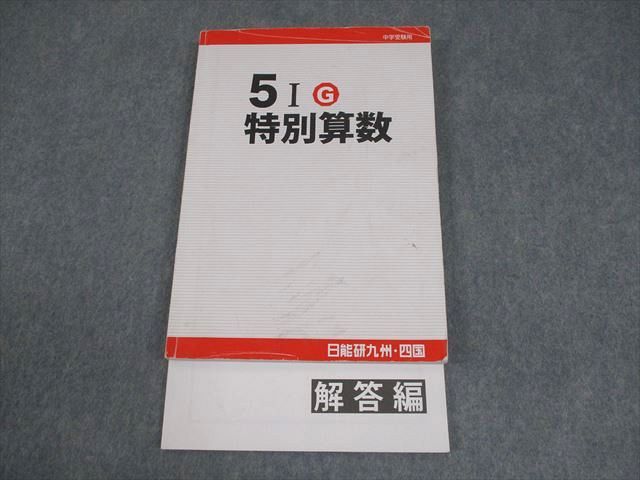 中学受験用
5 I G
特別算数
日能研九州・四国
解答編